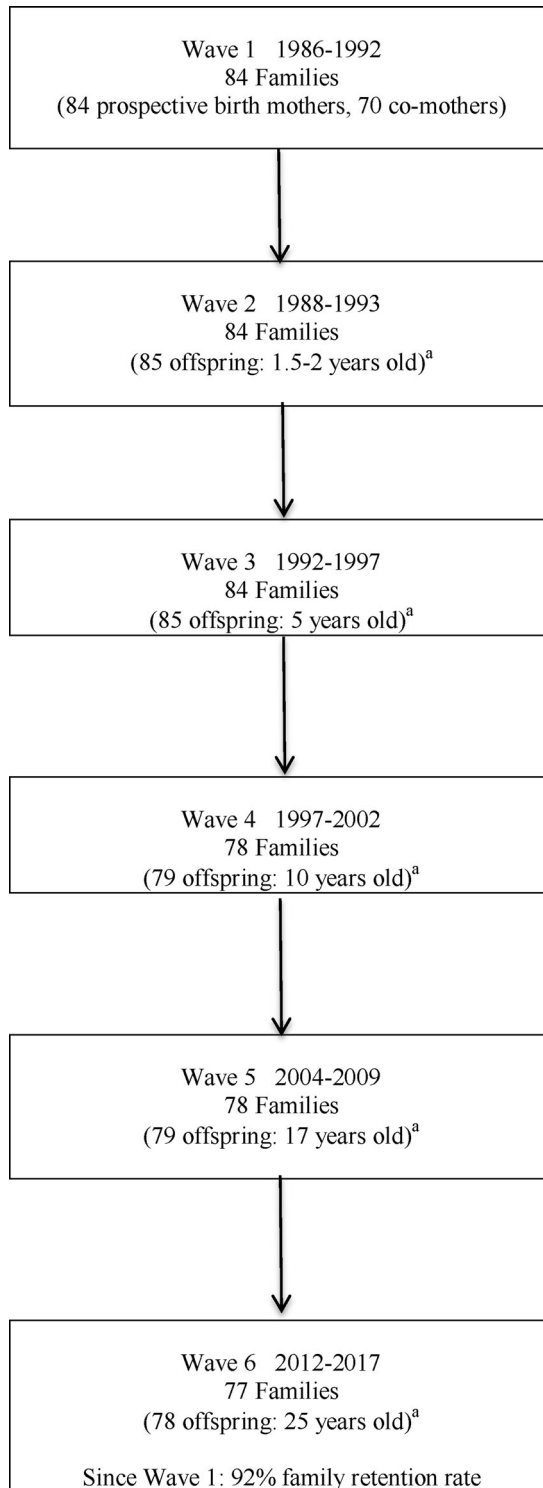 Wave 1 1986-1992
84 Families
(84 prospective birth mothers, 70 co-mothers)
Wave 2 1988-1993
84 Families
(85 offspring: 1.5-2 years old)a
Wave 3 1992-1997
84 Families
(85 offspring: 5 years old)a
Wave 4 1997-2002
78 Families
(79 offspring: 10 years old)a
Wave 5 2004-2009
78 Families
(79 offspring: 17 years old)a
Wave 6 2012-2017
77 Families
(78 offspring: 25 years old)a
Since Wave 1: 92% family retention rate